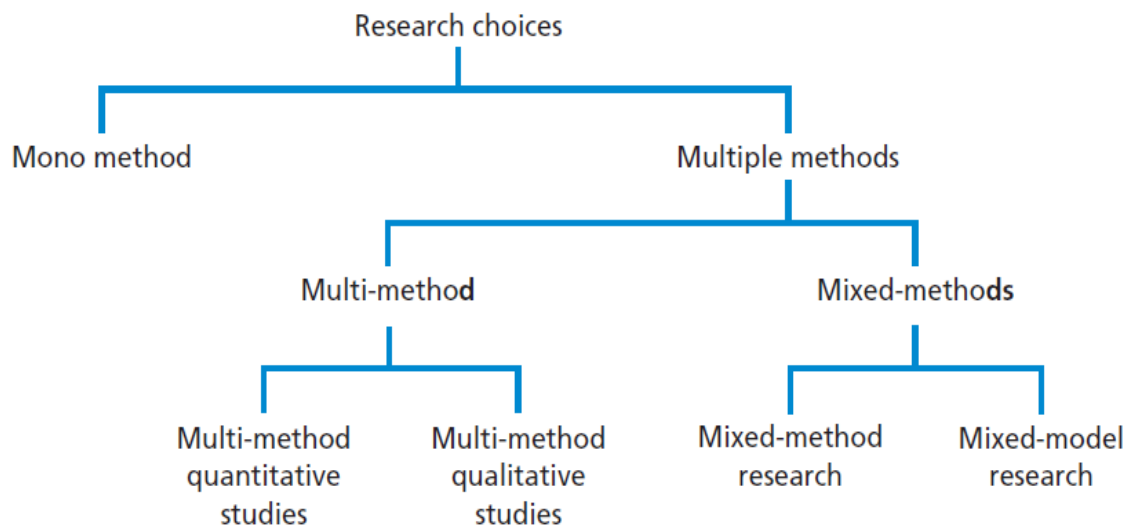 Research choices
Mono method
Multiple methods
Multi-method
Mixed-methods
Multi-method
quantitative
studies
Multi-method
qualitative
studies
Mixed-method
research
Mixed-model
research